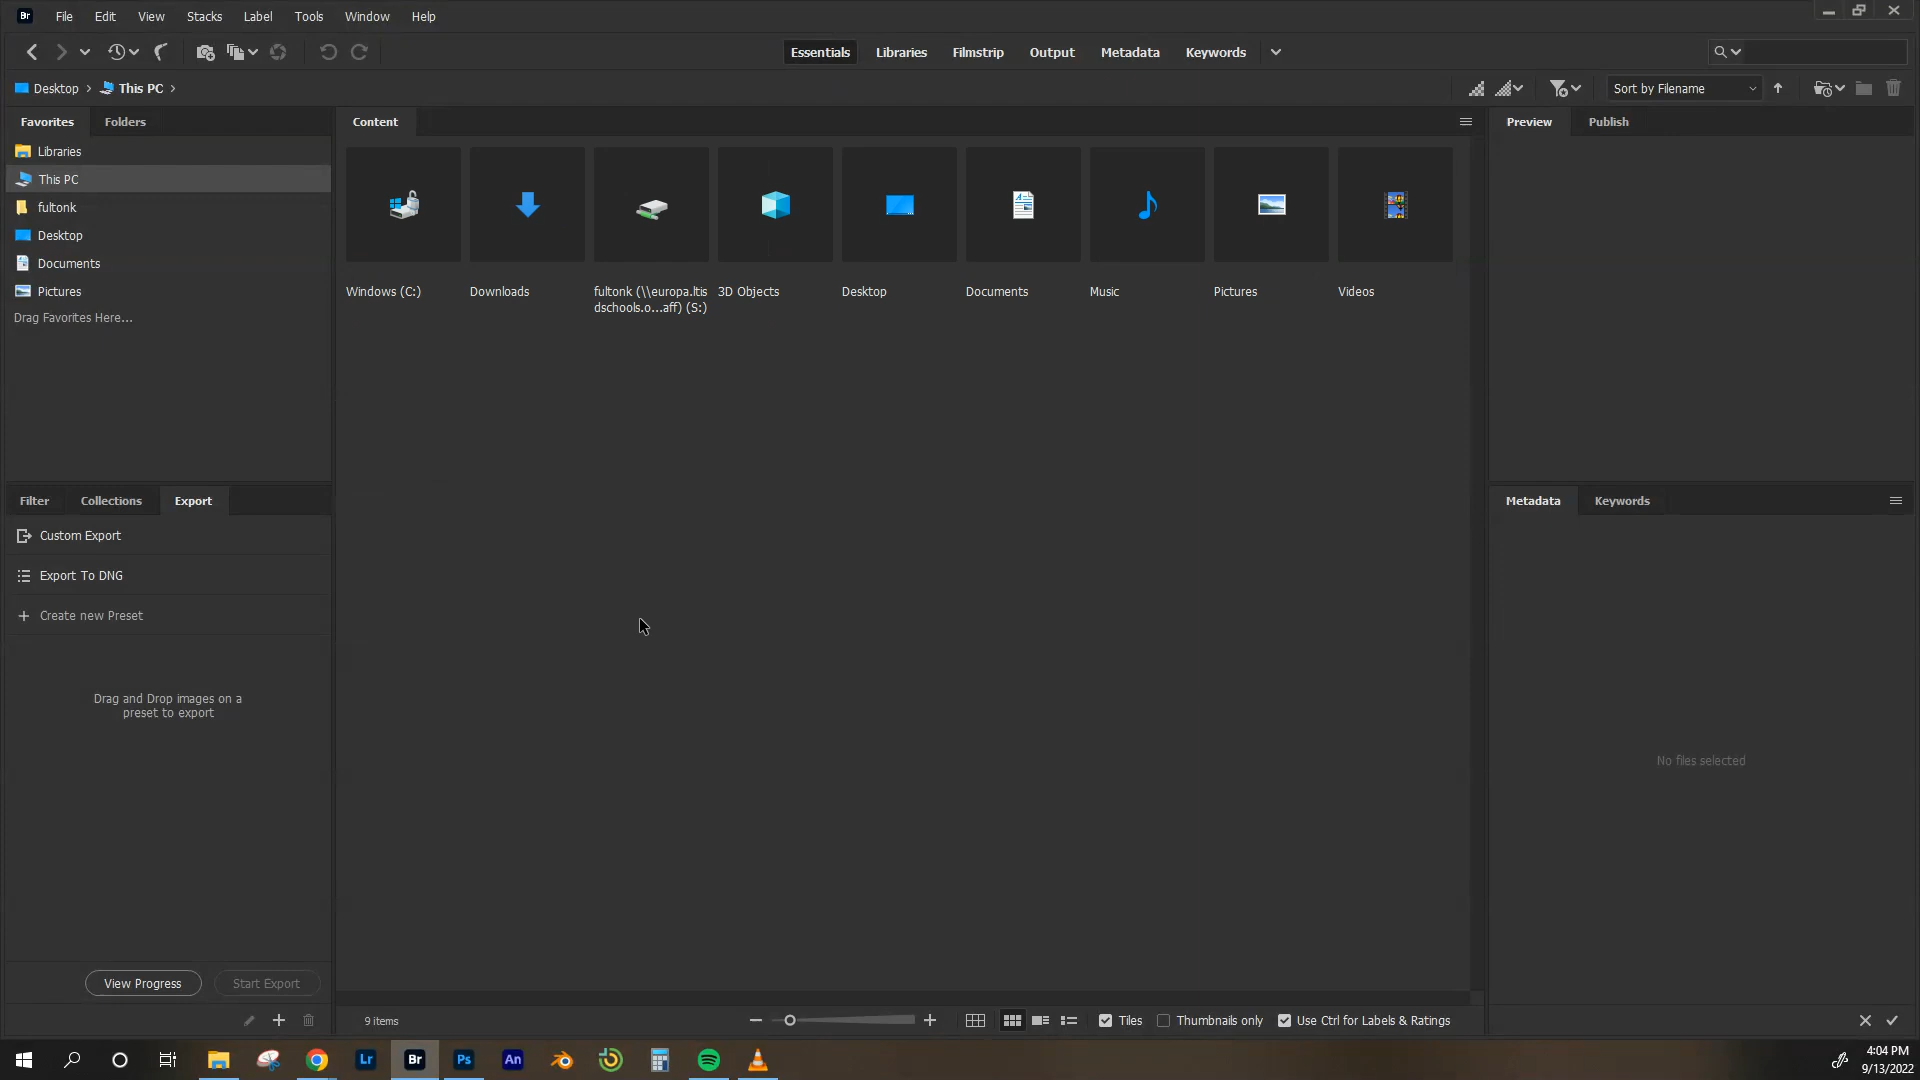 Br File Edit View Stacks Label Tools Window Help
Essentials Libraries Filmstrip Output Metadata Keywords
Desktop This PC
Sort by Filename
Favorites Folders
Libraries
This PC
fultonk
Desktop
Documents
Pictures
Drag Favorites Here...
Content
Windows (C:)
Downloads
fultonk (\\europa.ltis
dschools.o...aff) (S:)
3D Objects
Desktop
Documents
Music
Pictures
Videos
Preview Publish
Filter Collections Export
Custom Export
Export To DNG
Create new Preset
Drag and Drop images on a
preset to export
View Progress Start Export
Metadata Keywords
No files selected
9 items
Tiles Thumbnails only Use Ctrl for Labels & Ratings
Lr Br Ps An
4:04 PM
9/13/2022